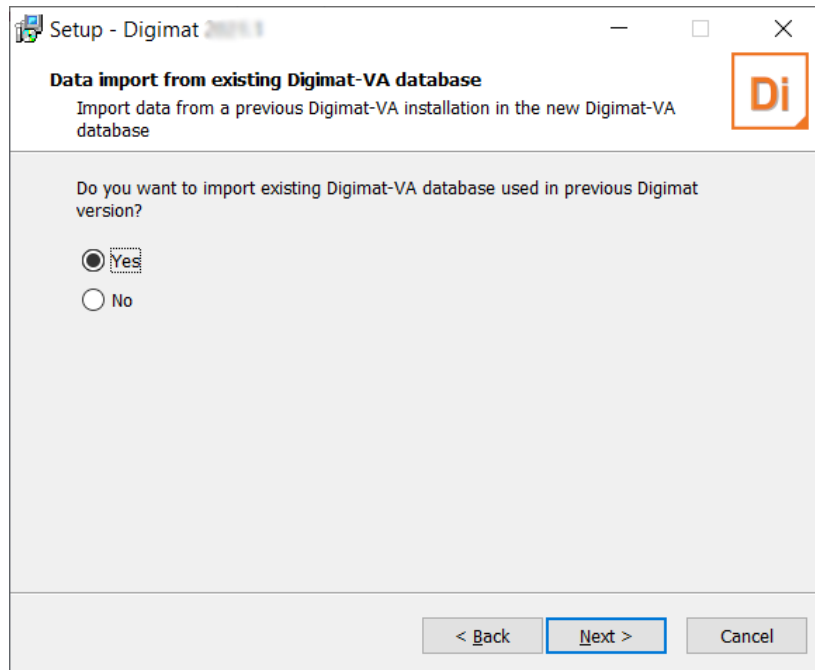 Setup - Digimat
Data import from existing Digimat-VA database
Import data from a previous Digimat-VA installation in the new Digimat-VA
database
Di
Do you want to import existing Digimat-VA database used in previous Digimat
version?
Yes
No
< Back
Next >
Cancel